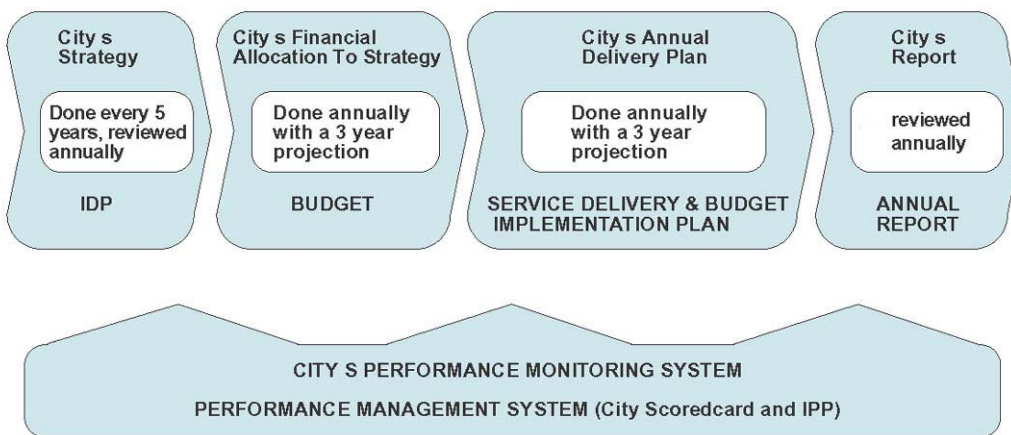 City s
Strategy
Done every 5
years, reviewed
annually
IDP
City s Financial
Allocation To Strategy
Done annually
with a 3 year
projection
BUDGET
City s Annual
Delivery Plan
Done annually
with a 3 year
projection
SERVICE DELIVERY & BUDGET
IMPLEMENTATION PLAN
City s
Report
reviewed
annually
ANNUAL
REPORT
CITY S PERFORMANCE MONITORING SYSTEM
PERFORMANCE MANAGEMENT SYSTEM (City Scoredcard and IPP)